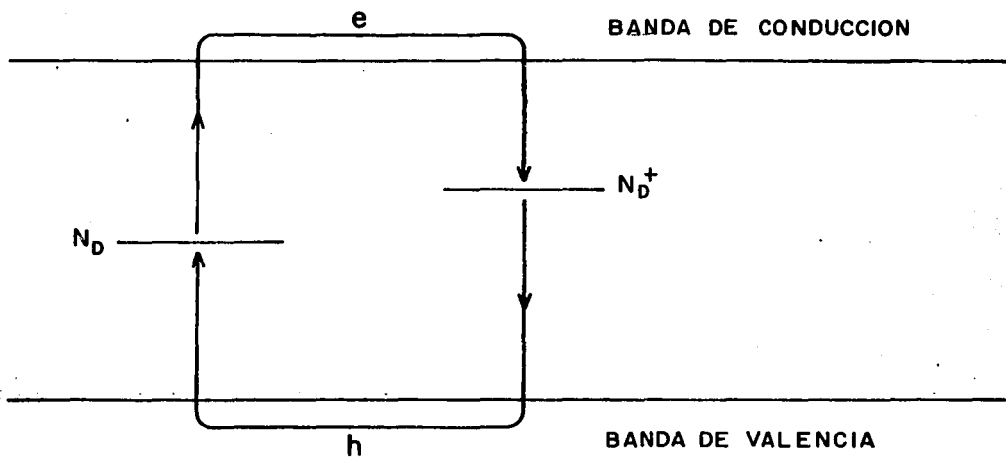 e
BANDA DE CONDUCCION
N_D^+
N_D
h
BANDA DE VALENCIA